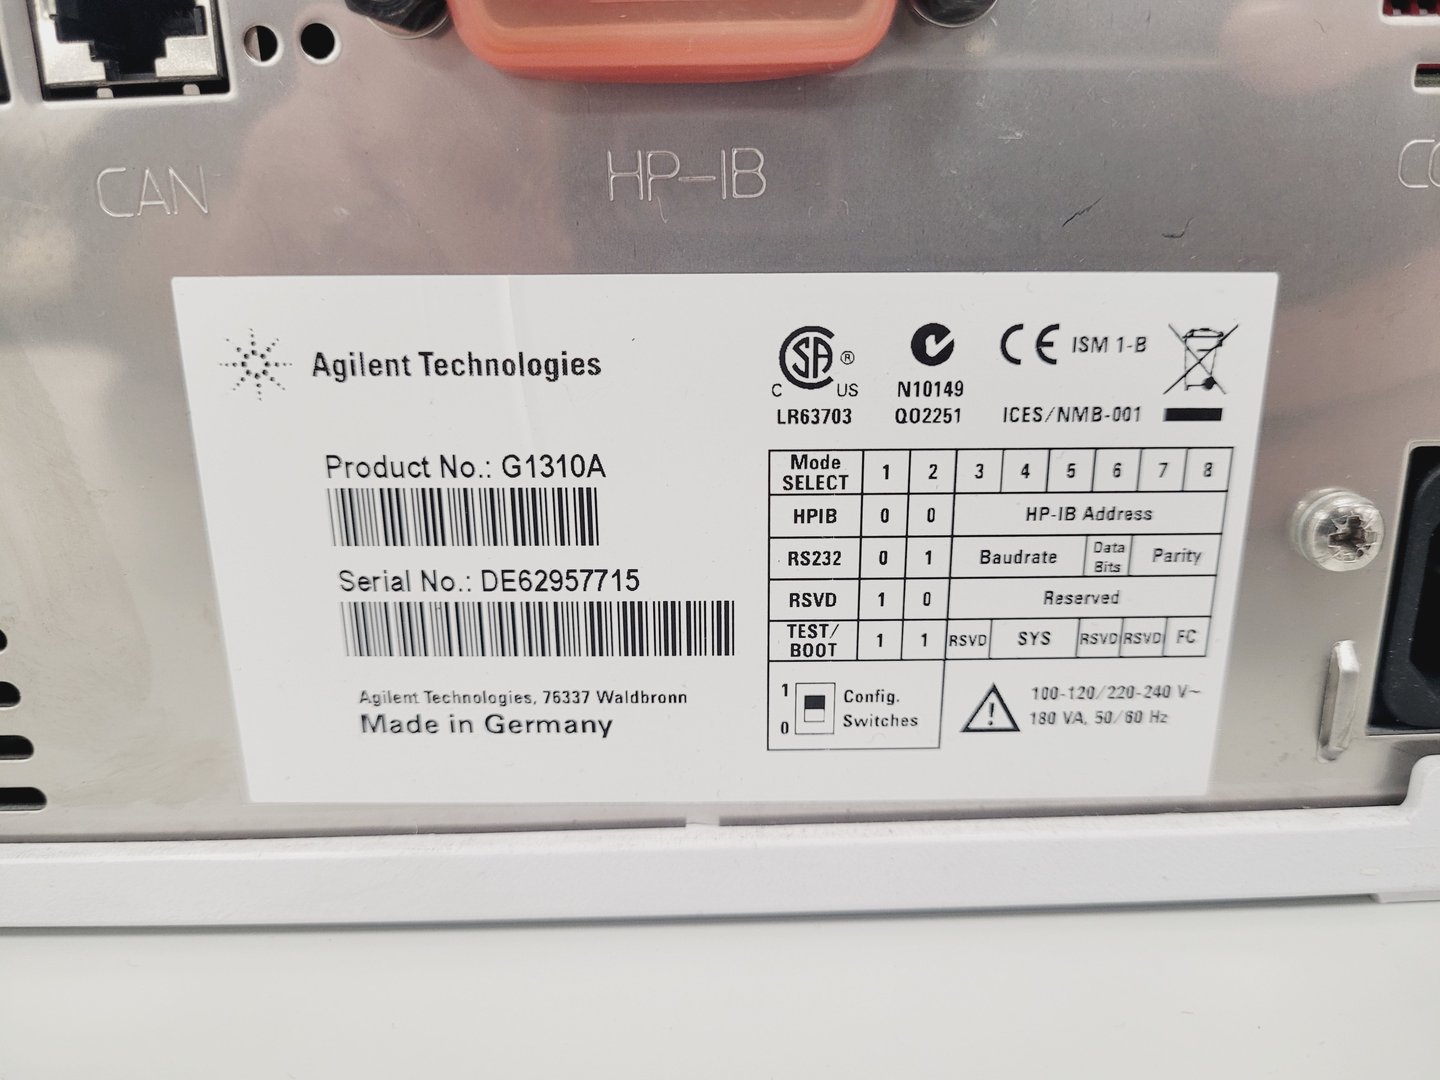 CAN
HP-IB
Agilent Technologies
SA ®
C US
LR63703
N10149
Q02251
CE ISM 1-B
ICES/NMB-001
Product No.: G1310A
Serial No.: DE62957715
Agilent Technologies, 76337 Waldbronn
Made in Germany
Mode SELECT 1 2 3 4 5 6 7 8
HPIB 0 0 HP-IB Address
RS232 0 1 Baudrate Data Bits Parity
RSVD 1 0 Reserved
TEST/BOOT 1 1 RSVD SYS RSVD RSVD FC
1
0
Config.
Switches
100-120/220-240 V~
180 VA, 50/60 Hz